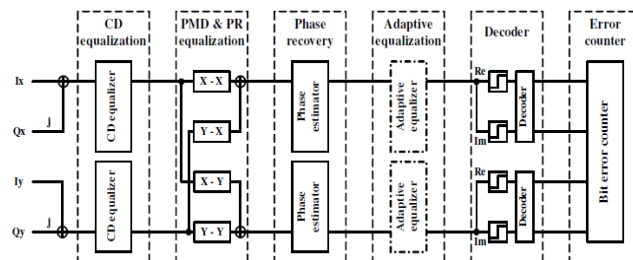 CD
equalization
PMD & PR
equalization
Phase
recovery
Adaptive
equalization
Decoder
Error
counter
Ix
Qx
j
Iy
Qy
j
CD equalizer
CD equalizer
X - X
Y - X
X - Y
Y - Y
Phase
estimator
Phase
estimator
Adaptive
equalizer
Adaptive
equalizer
Re
Im
Decoder
Re
Im
Decoder
Bit error counter